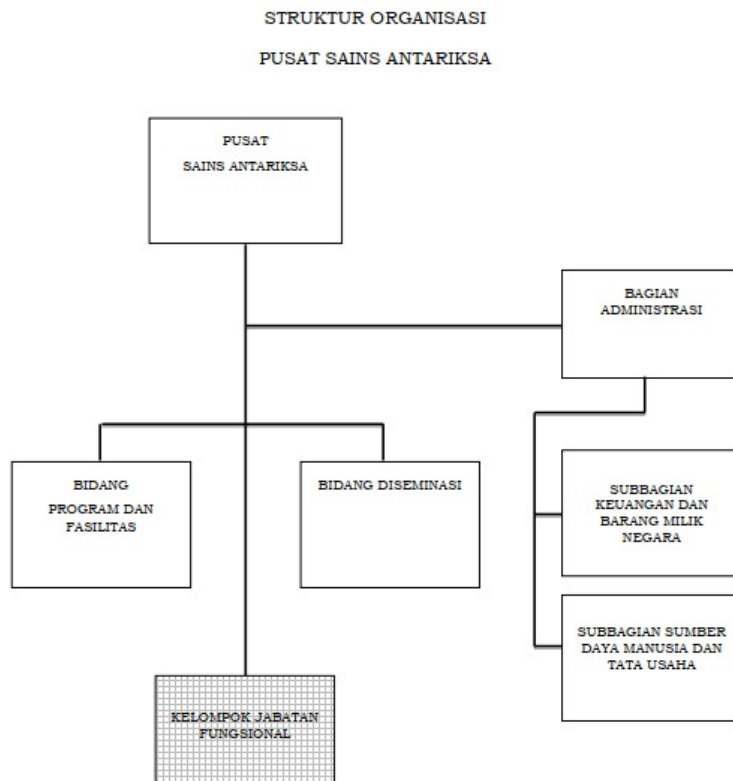 STRUKTUR ORGANISASI
PUSAT SAINS ANTARIKSA
PUSAT
SAINS ANTARIKSA
BAGIAN
ADMINISTRASI
BIDANG
PROGRAM DAN
FASILITAS
BIDANG DISEMINASI
SUBBAGIAN
KEUANGAN DAN
BARANG MILIK
NEGARA
SUBBAGIAN SUMBER
DAYA MANUSIA DAN
TATA USAHA
KELOMPOK JABATAN
FUNGSIONAL